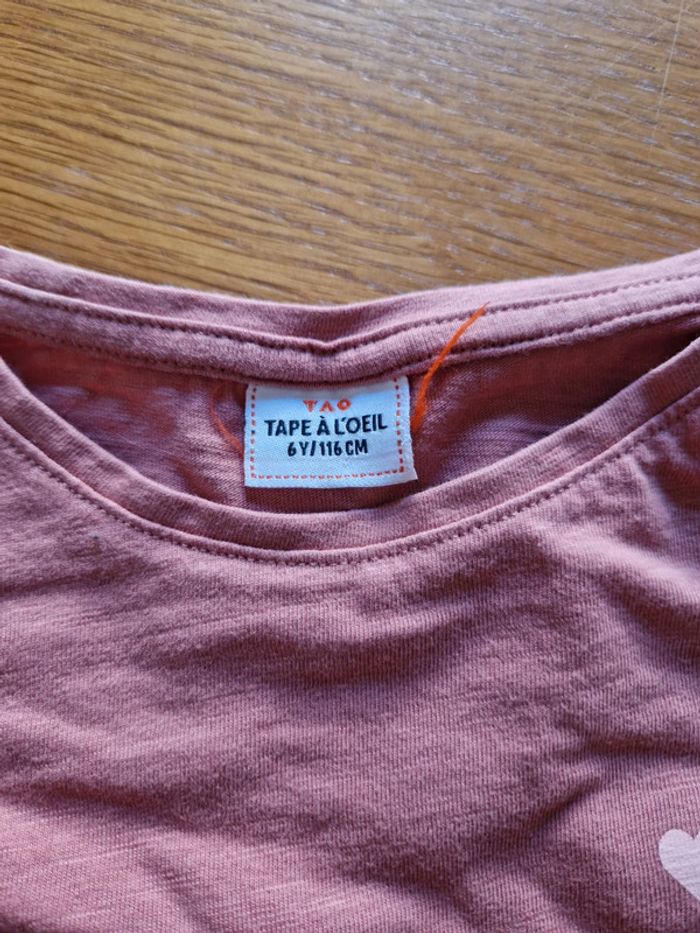 TAO
TAPE À L'OEIL
6Y/116CM